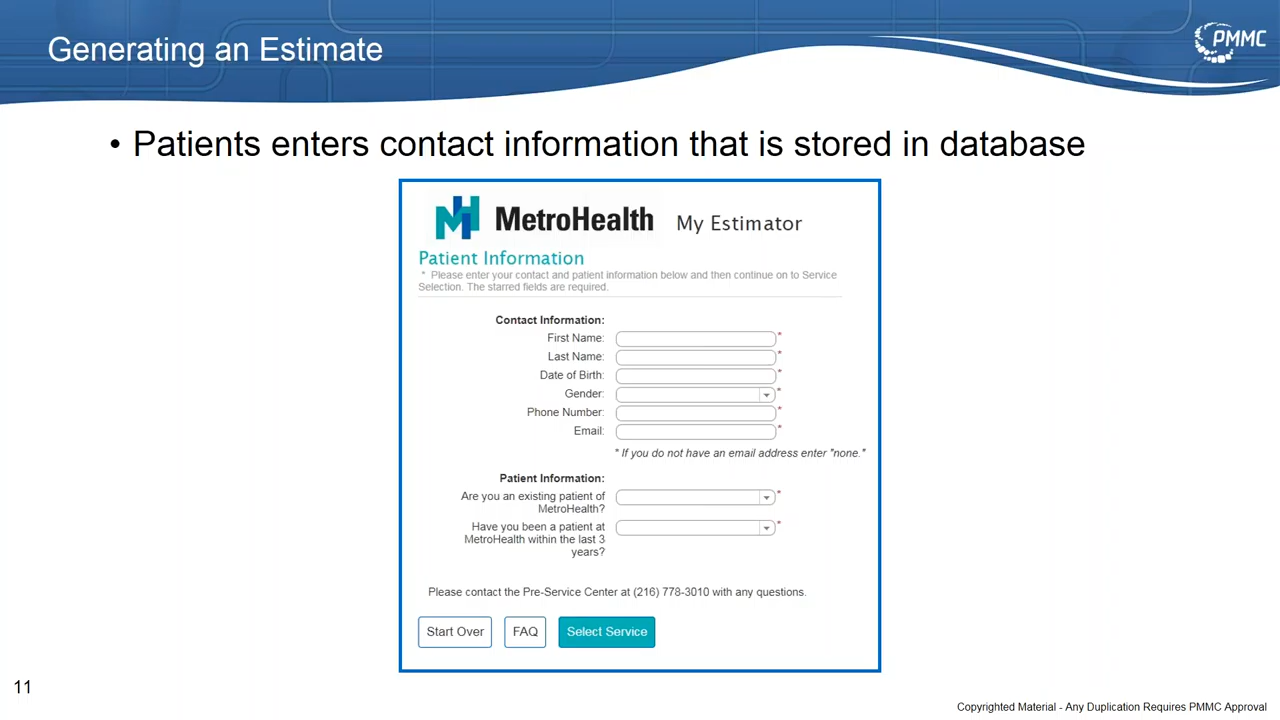 Generating an Estimate
PMMC
• Patients enters contact information that is stored in database
MetroHealth My Estimator
Patient Information
* Please enter your contact and patient information below and then continue on to Service
Selection. The starred fields are required.
Contact Information:
First Name: *
Last Name: *
Date of Birth: *
Gender: *
Phone Number: *
Email: *
* If you do not have an email address enter "none."
Patient Information:
Are you an existing patient of *
MetroHealth?
Have you been a patient at *
MetroHealth within the last 3
years?
Please contact the Pre-Service Center at (216) 778-3010 with any questions.
Start Over FAQ Select Service
11
Copyrighted Material - Any Duplication Requires PMMC Approval